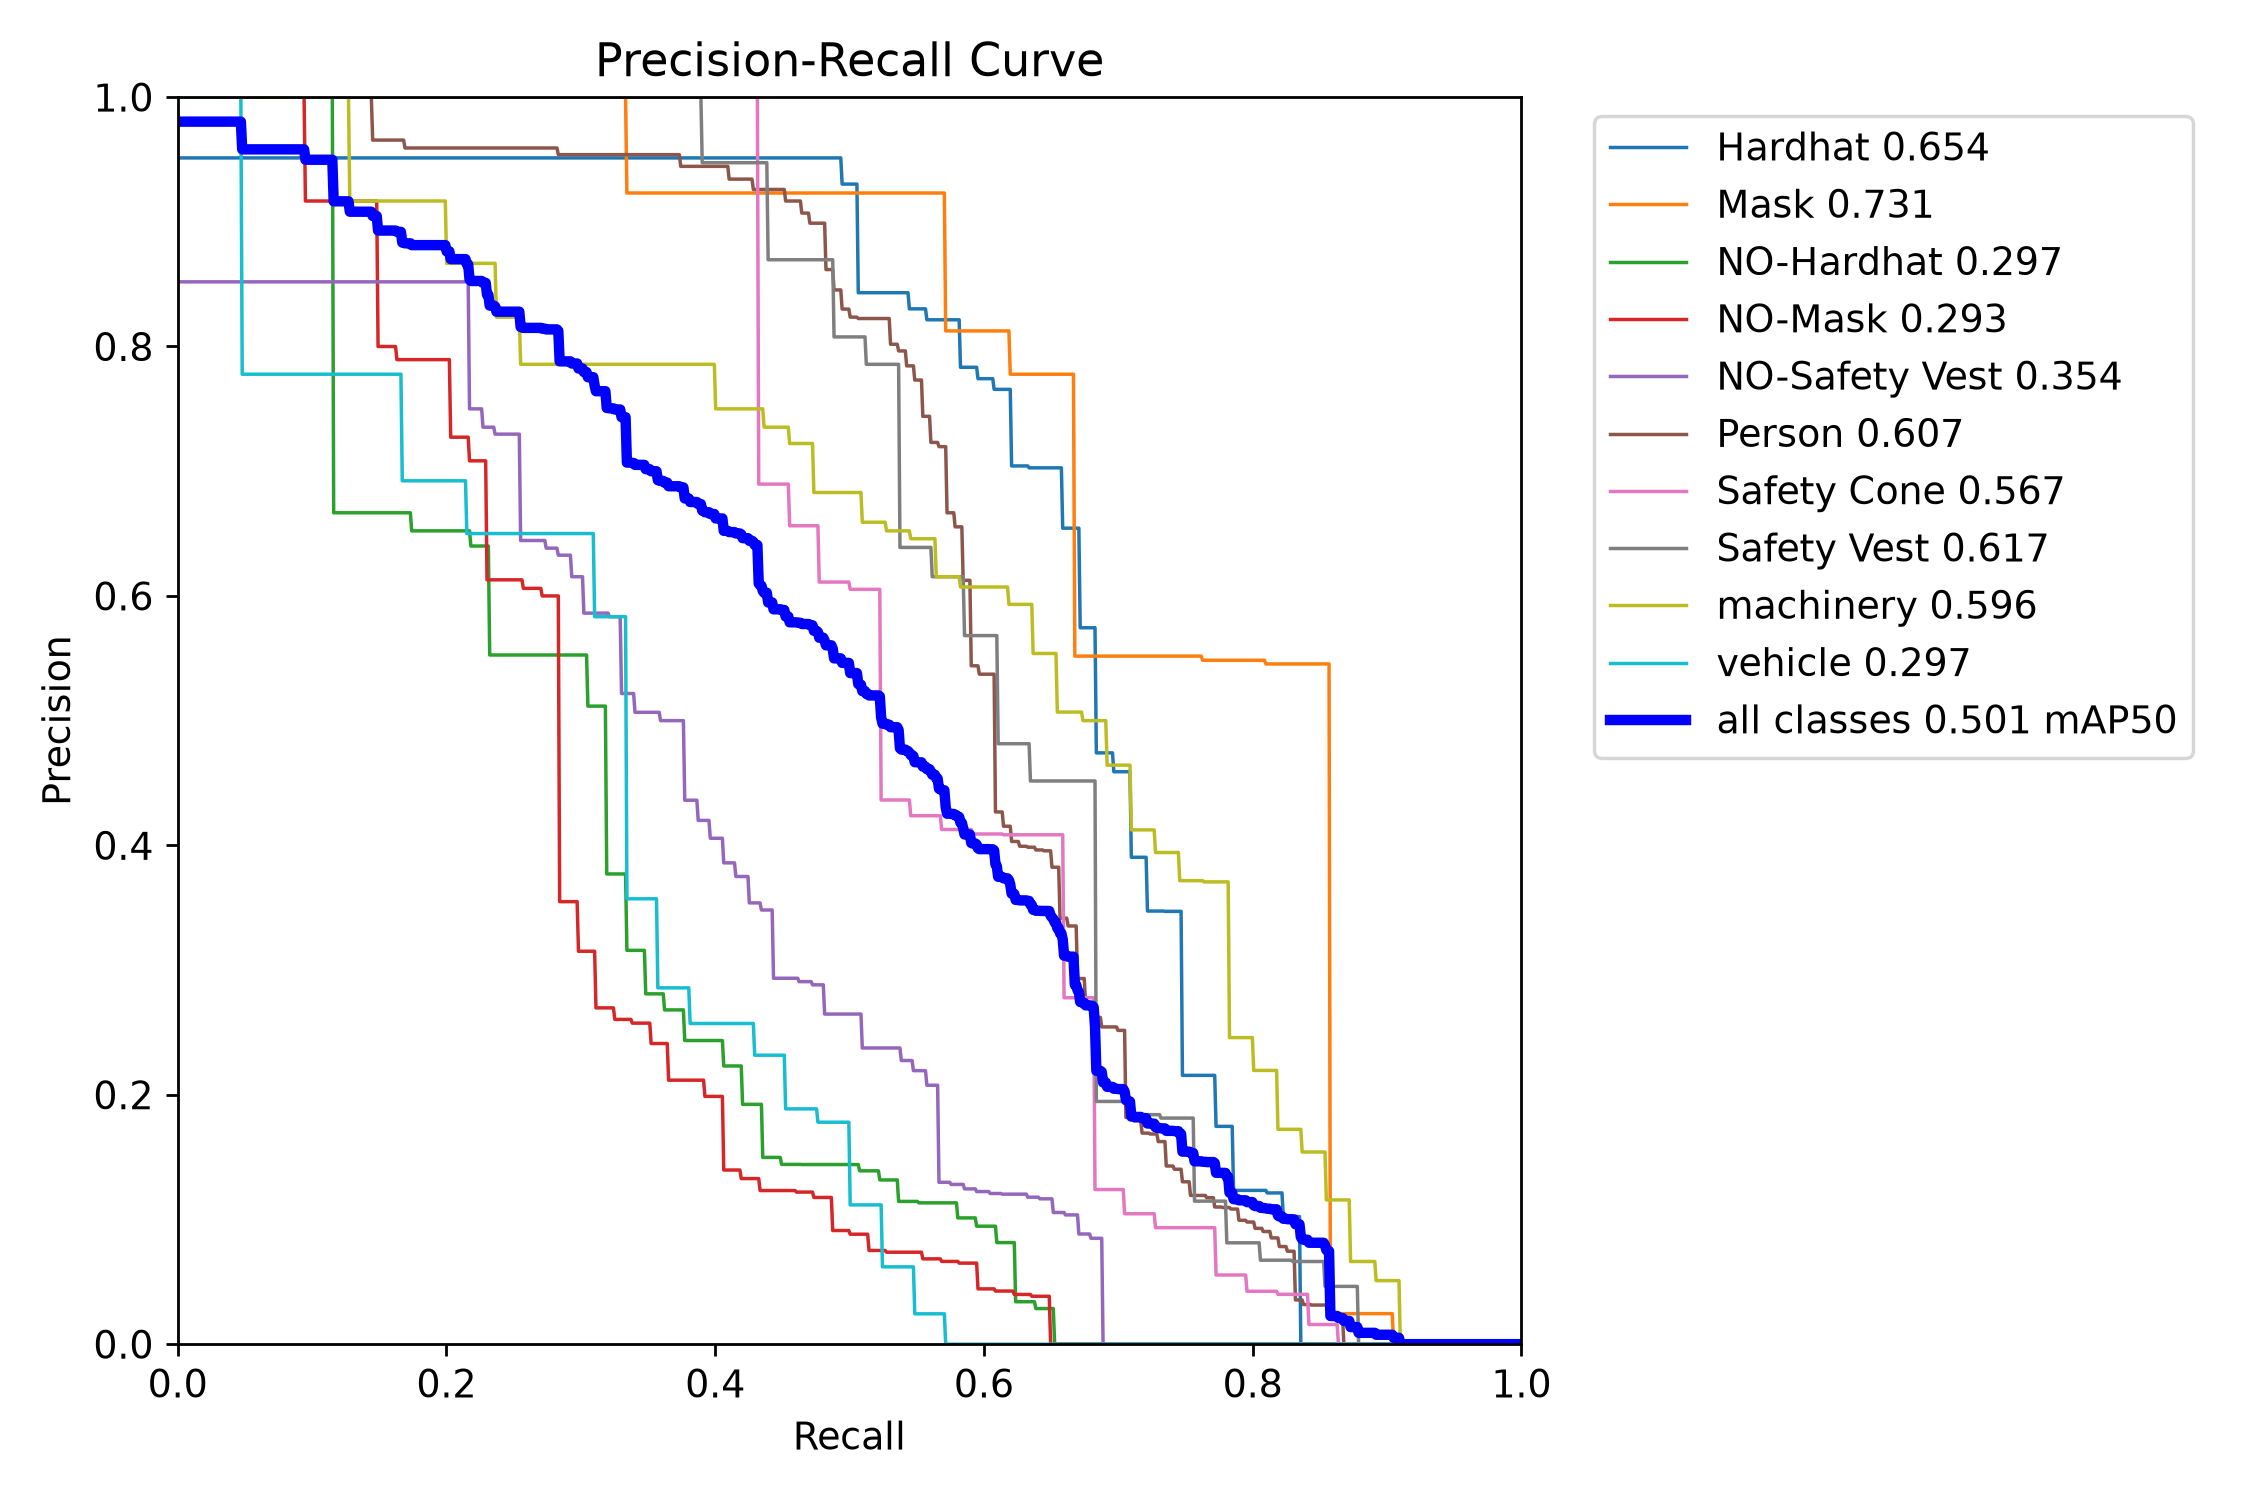 Precision-Recall Curve
1.0
0.8
0.6
0.4
0.2
0.0
Precision
0.0 0.2 0.4 0.6 0.8 1.0
Recall
Hardhat 0.654
Mask 0.731
NO-Hardhat 0.297
NO-Mask 0.293
NO-Safety Vest 0.354
Person 0.607
Safety Cone 0.567
Safety Vest 0.617
machinery 0.596
vehicle 0.297
all classes 0.501 mAP50